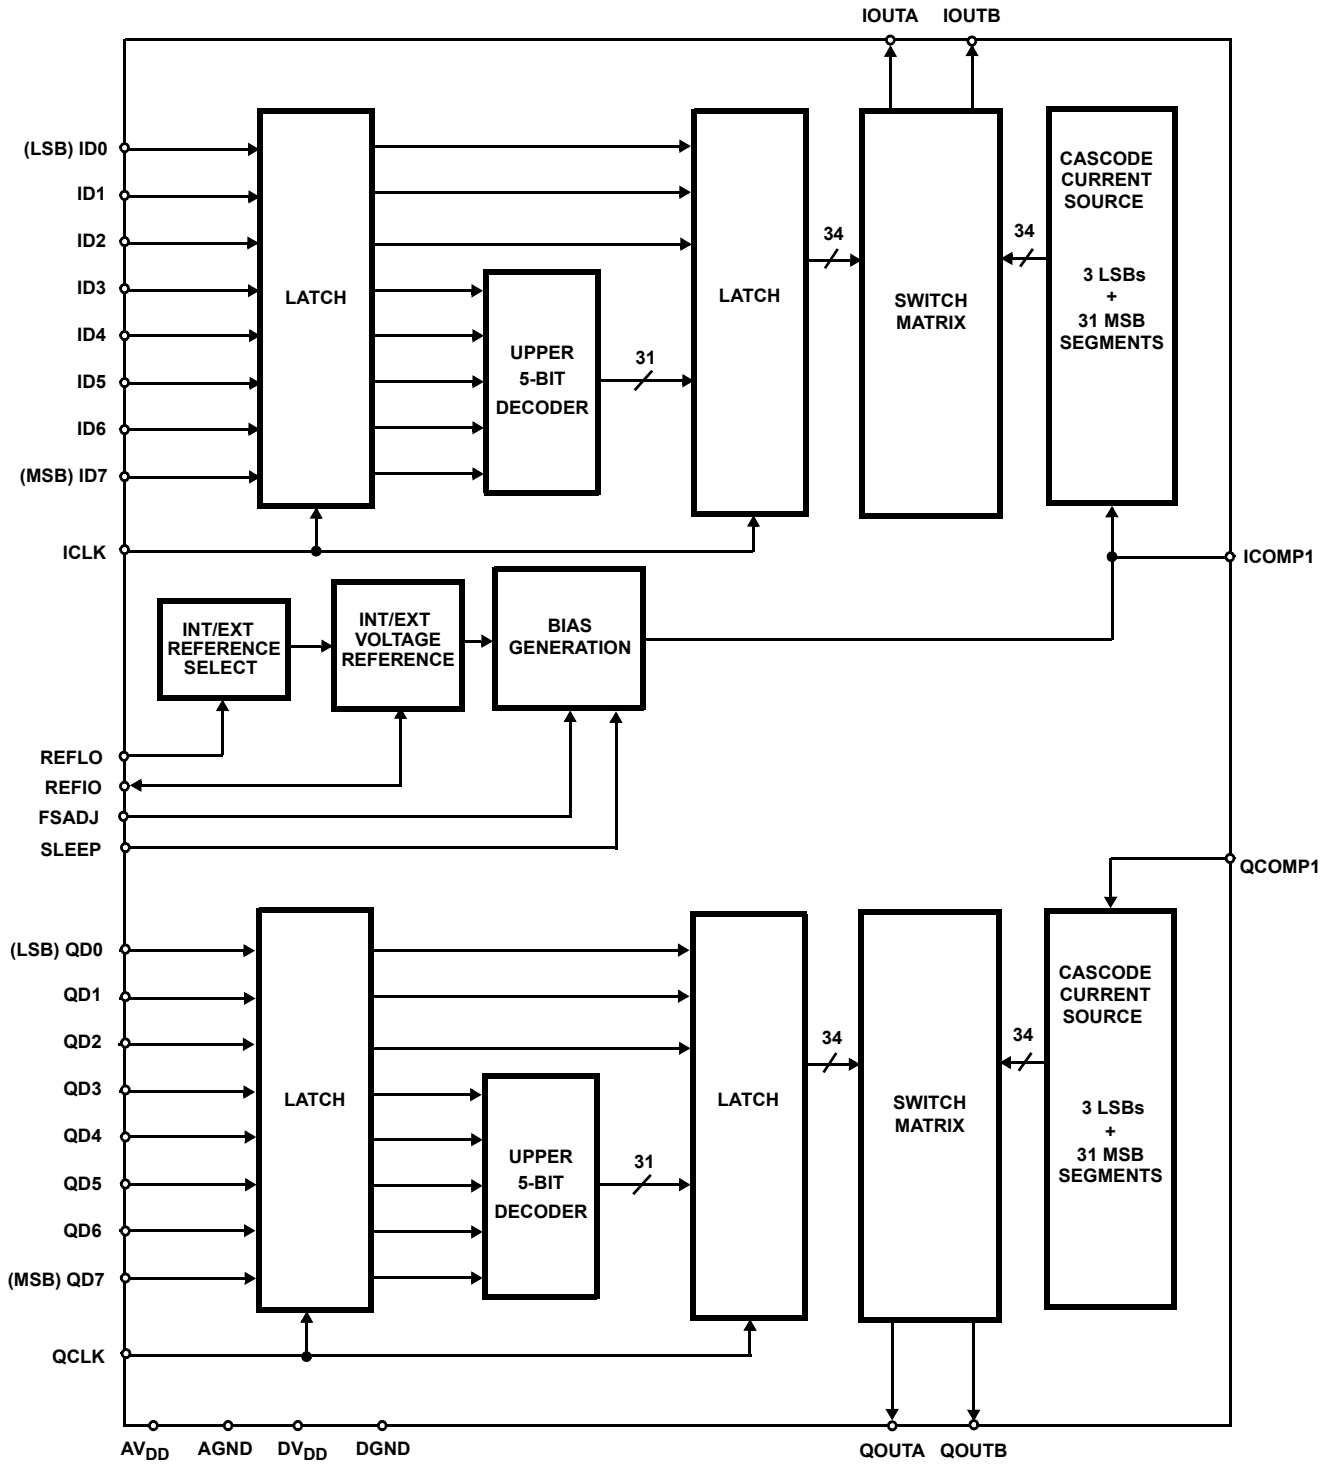 IOUTA IOUTB
(LSB) ID0
ID1
ID2
ID3
ID4
ID5
ID6
(MSB) ID7
ICLK
LATCH
UPPER
5-BIT
DECODER
31
LATCH
34
SWITCH
MATRIX
34
CASCODE
CURRENT
SOURCE
3 LSBs
+
31 MSB
SEGMENTS
ICOMP1
INT/EXT
REFERENCE
SELECT
INT/EXT
VOLTAGE
REFERENCE
BIAS
GENERATION
REFLO
REFIO
FSADJ
SLEEP
QCOMP1
(LSB) QD0
QD1
QD2
QD3
QD4
QD5
QD6
(MSB) QD7
QCLK
LATCH
UPPER
5-BIT
DECODER
31
LATCH
34
SWITCH
MATRIX
34
CASCODE
CURRENT
SOURCE
3 LSBs
+
31 MSB
SEGMENTS
AVDD AGND DVDD DGND QOUTA QOUTB